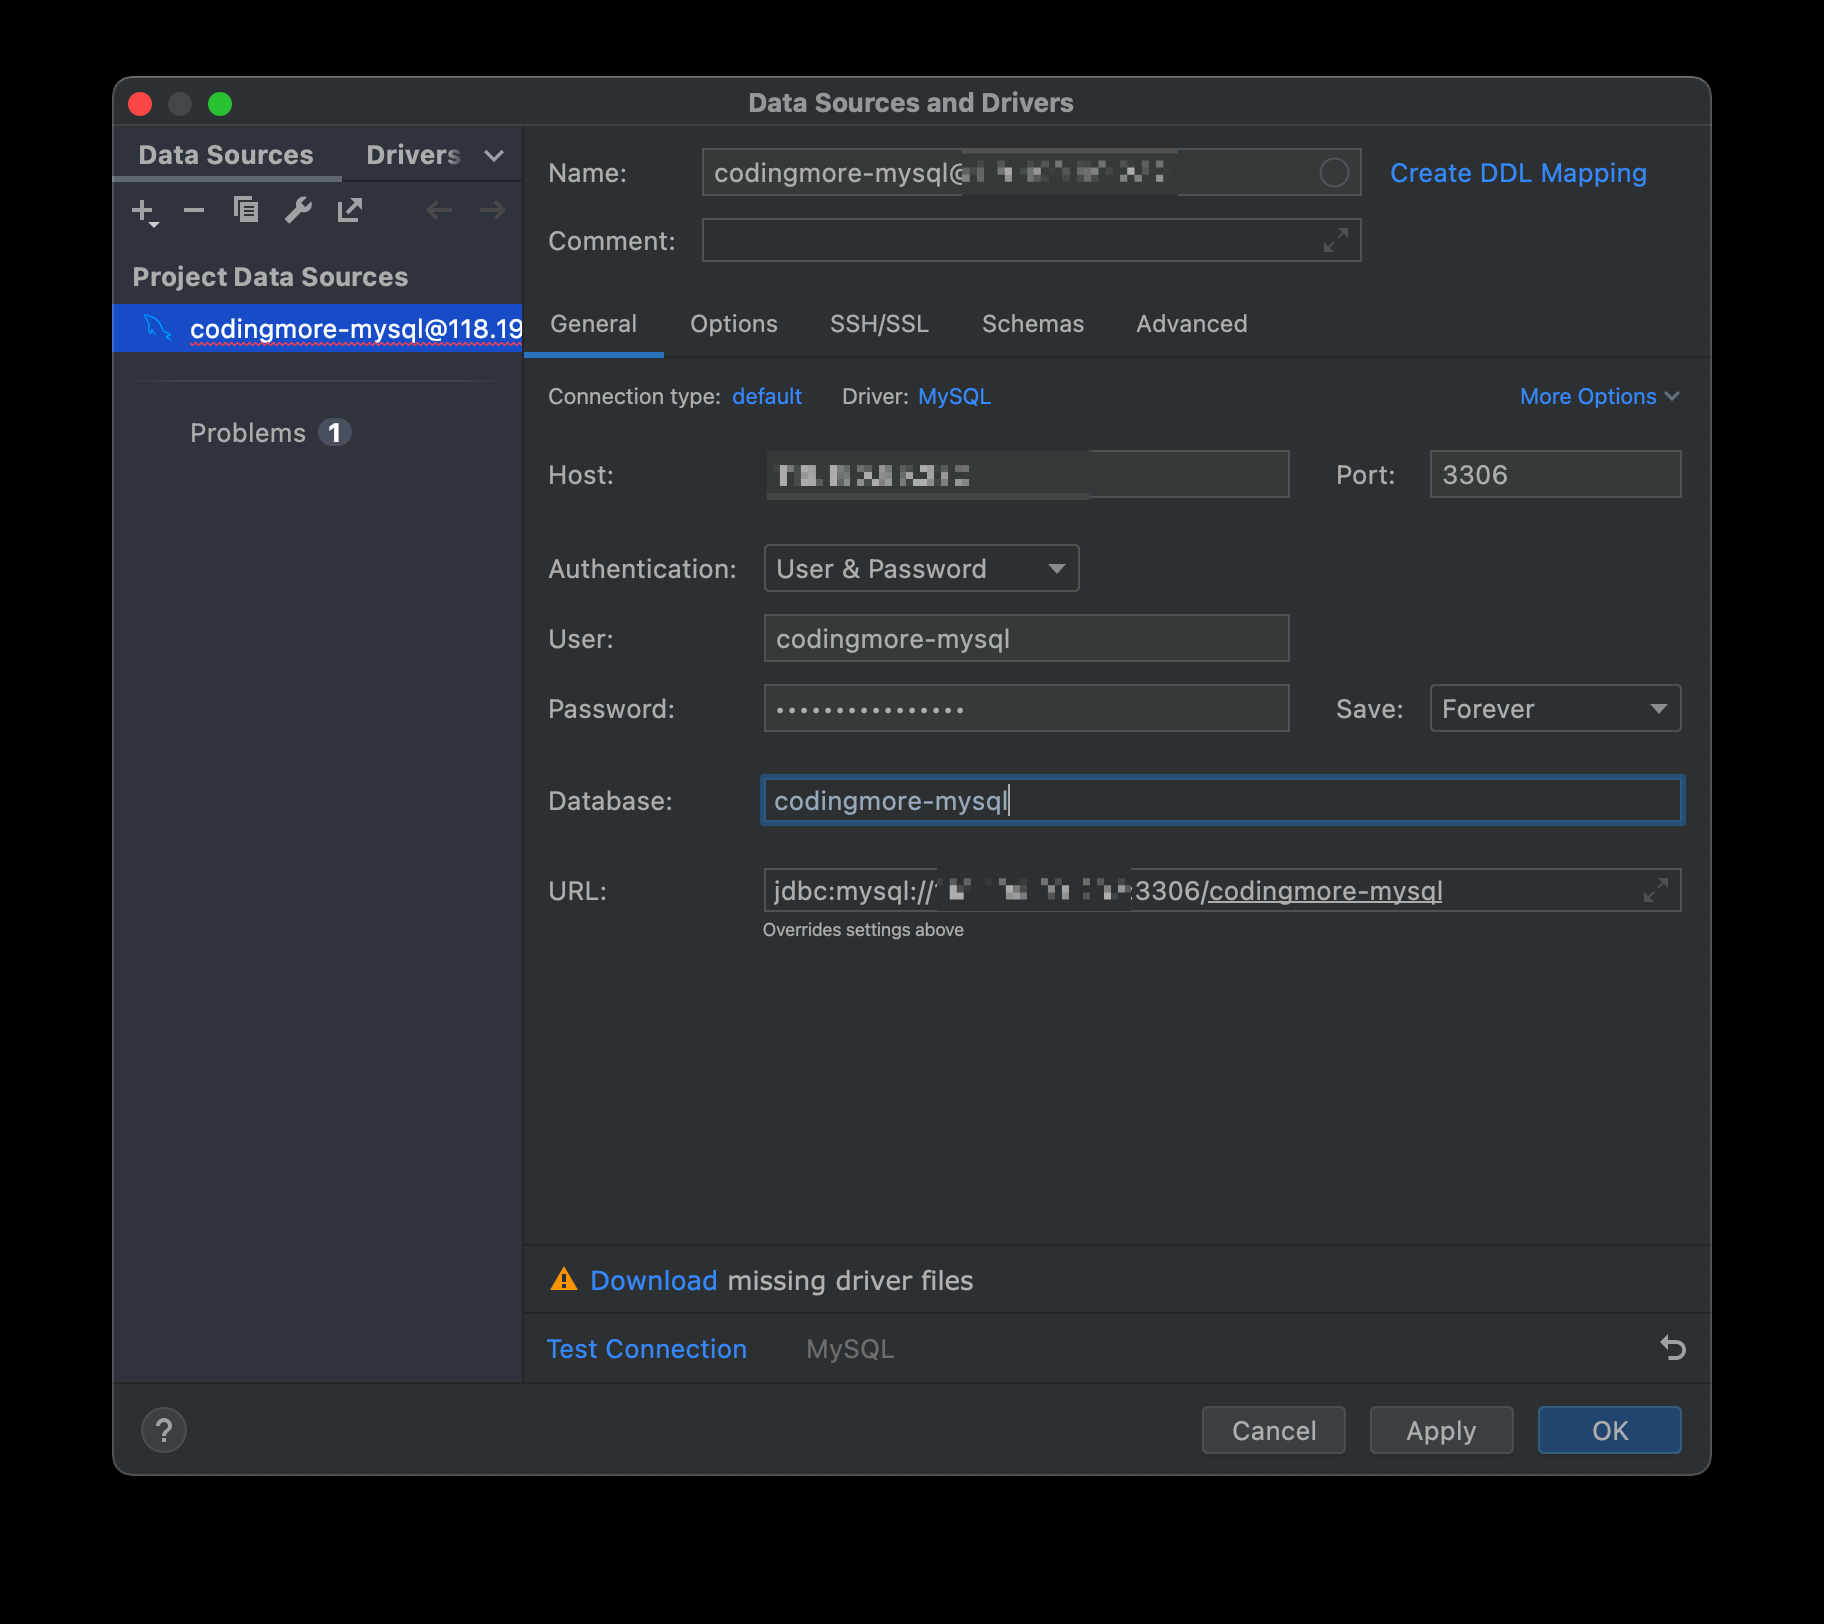 Data Sources and Drivers
Data Sources Drivers
Project Data Sources
codingmore-mysql@118.19
Problems 1
Name: codingmore-mysql@ Create DDL Mapping
Comment:
General Options SSH/SSL Schemas Advanced
Connection type: default Driver: MySQL More Options
Host: Port: 3306
Authentication: User & Password
User: codingmore-mysql
Password: •••••••••••••••• Save: Forever
Database: codingmore-mysql
URL: jdbc:mysql:// :3306/codingmore-mysql
Overrides settings above
Download missing driver files
Test Connection MySQL
? Cancel Apply OK